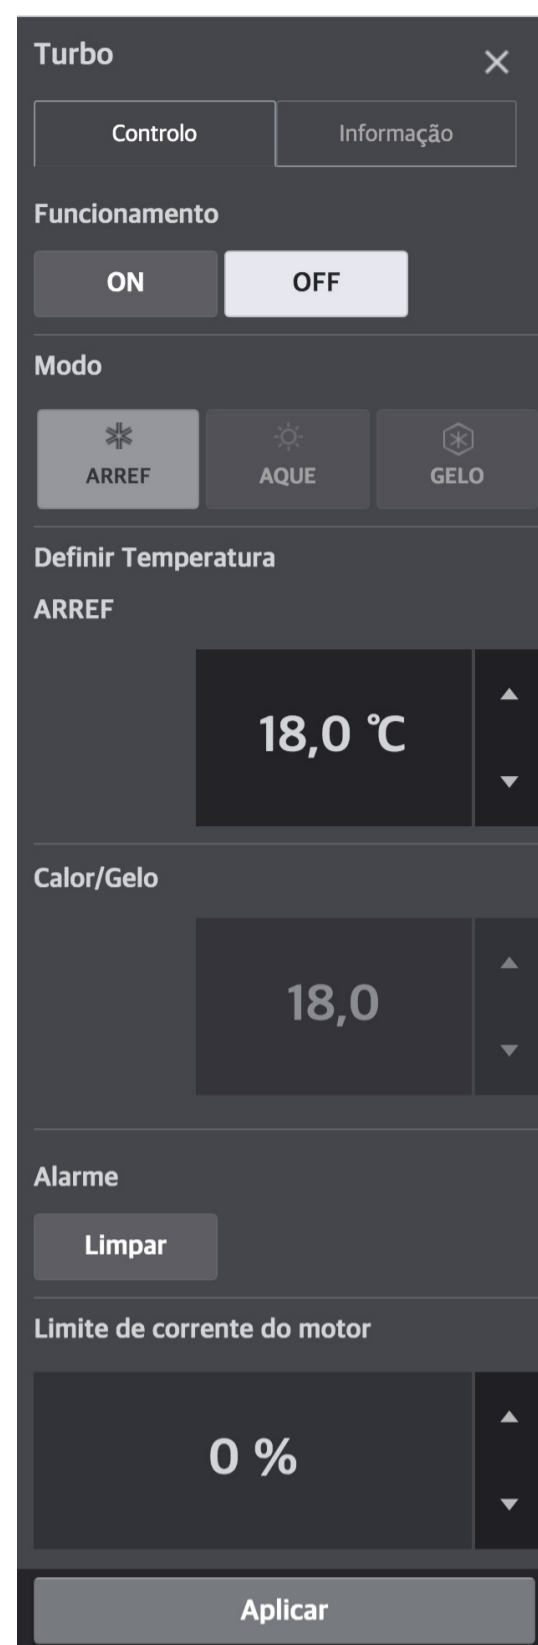 Turbo
Controlo Informação
Funcionamento
ON OFF
Modo
ARREF AQUE GELO
Definir Temperatura
ARREF
18,0 ℃
Calor/Gelo
18,0
Alarme
Limpar
Limite de corrente do motor
0 %
Aplicar